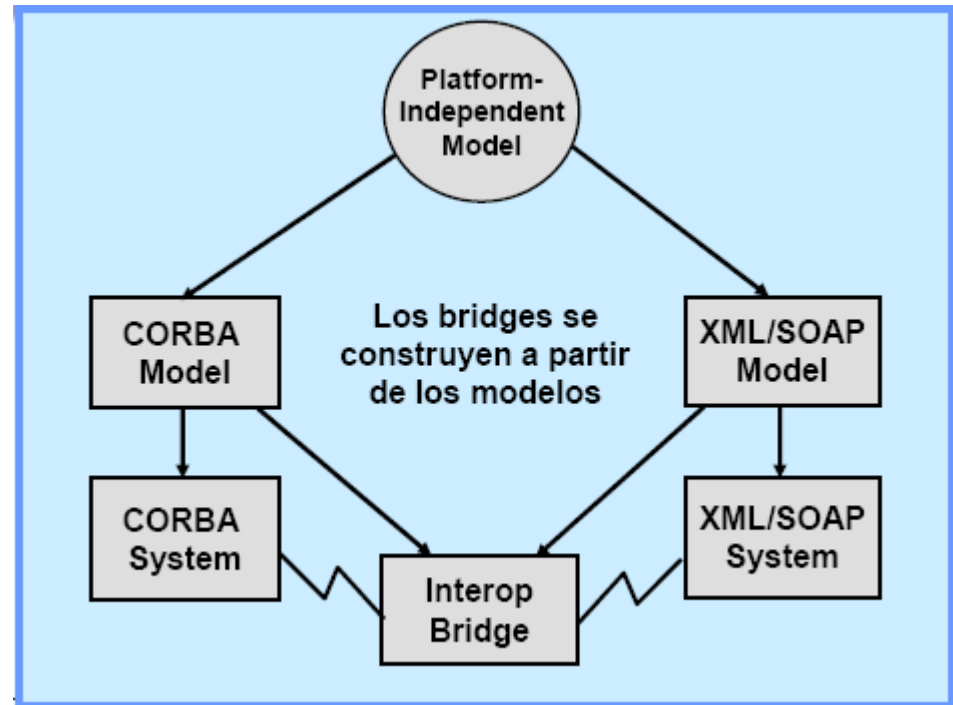 Platform-
Independent
Model
CORBA
Model
Los bridges se
construyen a partir
de los modelos
XML/SOAP
Model
CORBA
System
Interop
Bridge
XML/SOAP
System